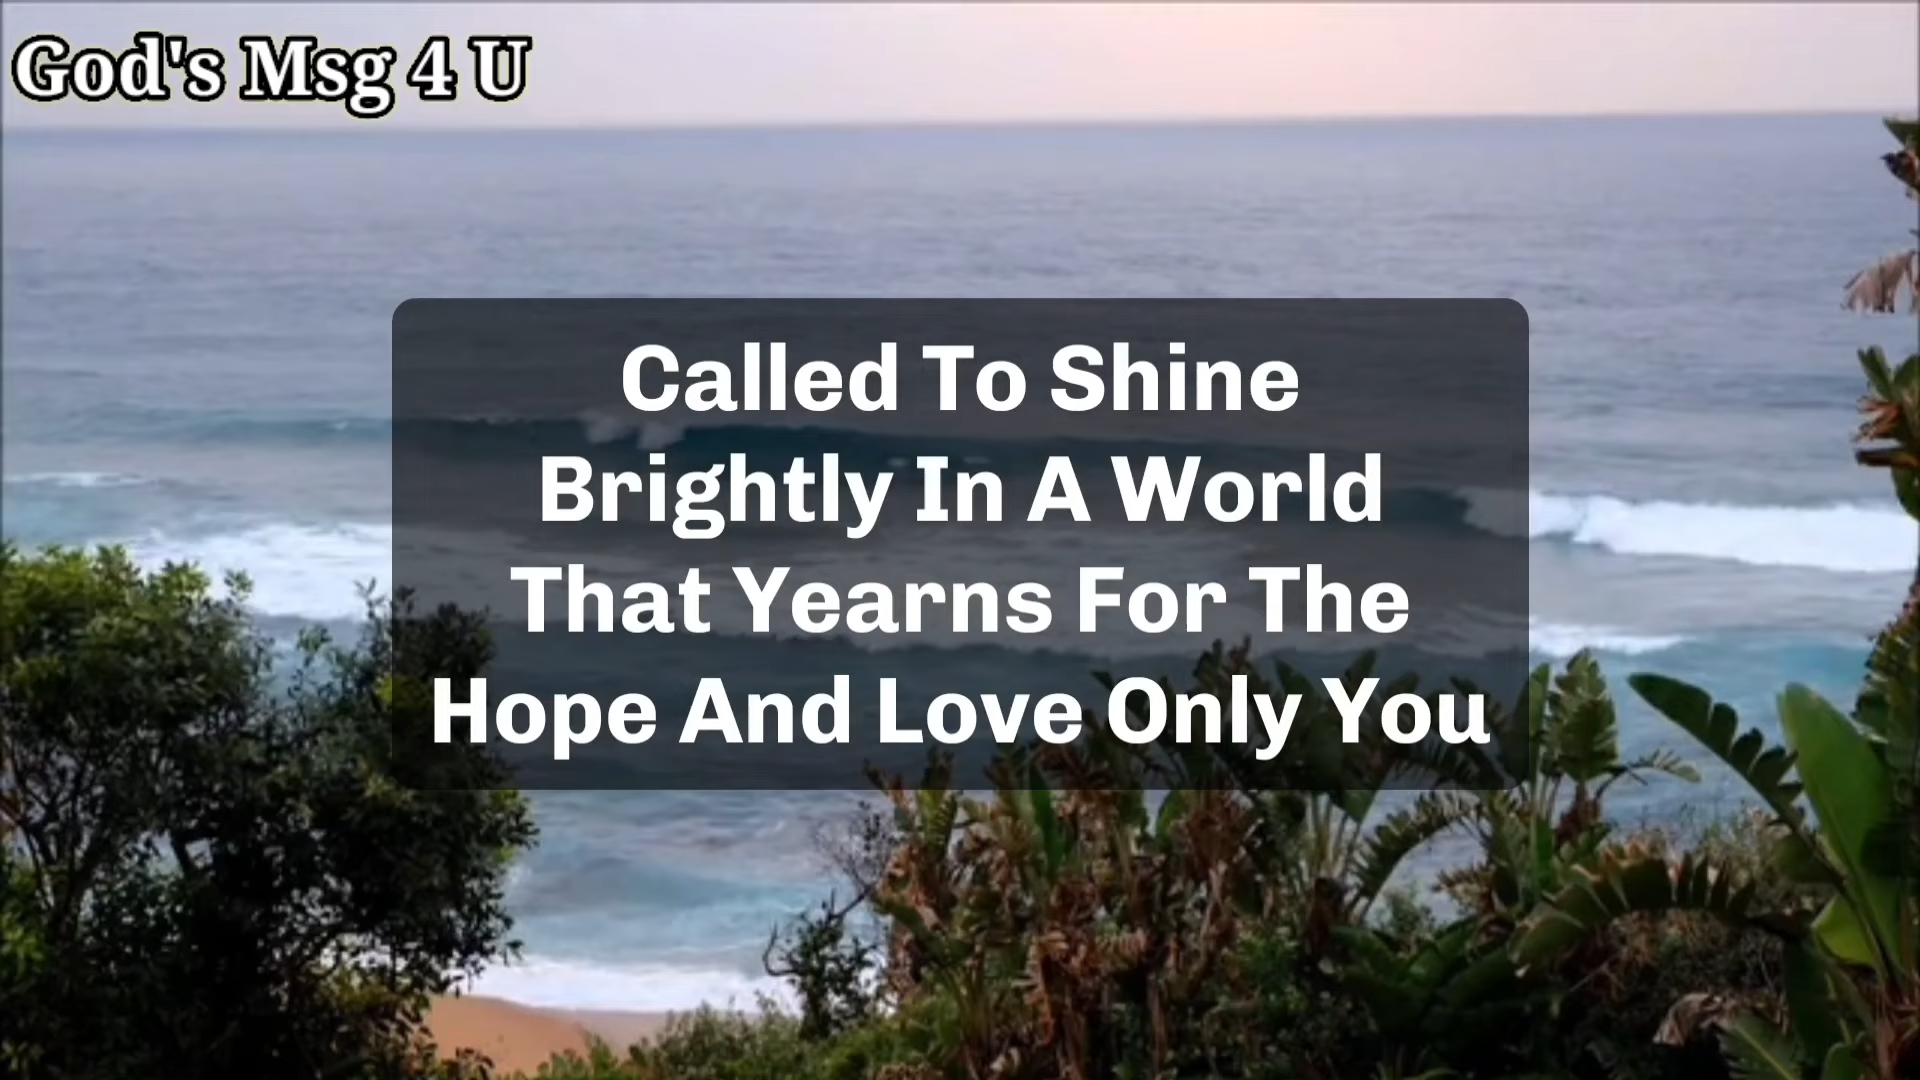 God's Msg 4 U
Called To Shine
Brightly In A World
That Yearns For The
Hope And Love Only You